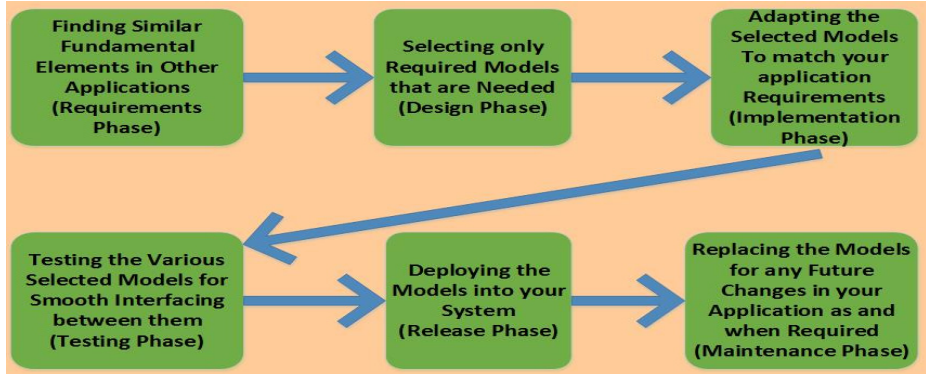 Finding Similar
Fundamental
Elements in Other
Applications
(Requirements
Phase)
Selecting only
Required Models
that are Needed
(Design Phase)
Adapting the
Selected Models
To match your
application
Requirements
(Implementation
Phase)
Testing the Various
Selected Models for
Smooth Interfacing
between them
(Testing Phase)
Deploying the
Models into your
System
(Release Phase)
Replacing the Models
for any Future
Changes in your
Application as and
when Required
(Maintenance Phase)